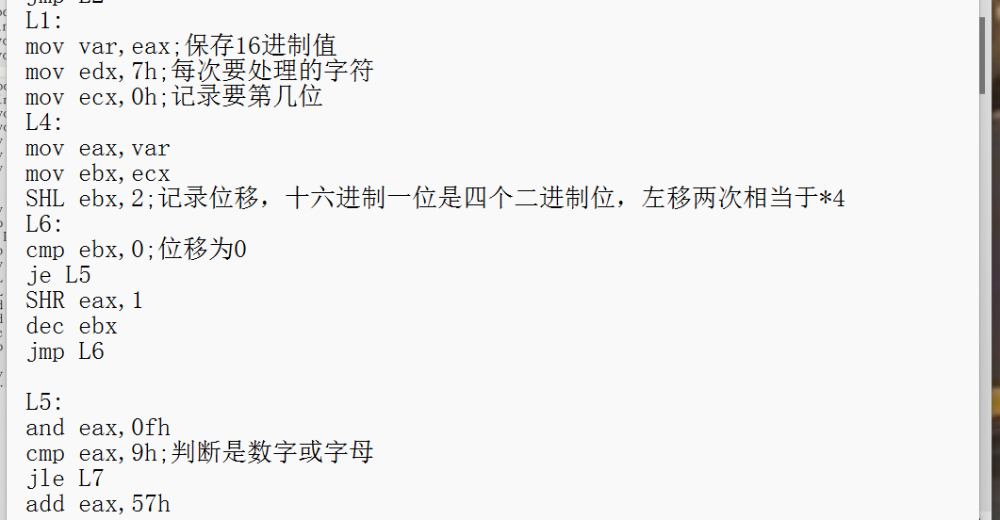 jmp L2
L1:
mov var,eax;保存16进制值
mov edx,7h;每次要处理的字符
mov ecx,0h;记录要第几位
L4:
mov eax,var
mov ebx,ecx
SHL ebx,2;记录位移，十六进制一位是四个二进制位，左移两次相当于*4
L6:
cmp ebx,0;位移为0
je L5
SHR eax,1
dec ebx
jmp L6
L5:
and eax,0fh
cmp eax,9h;判断是数字或字母
jle L7
add eax,57h